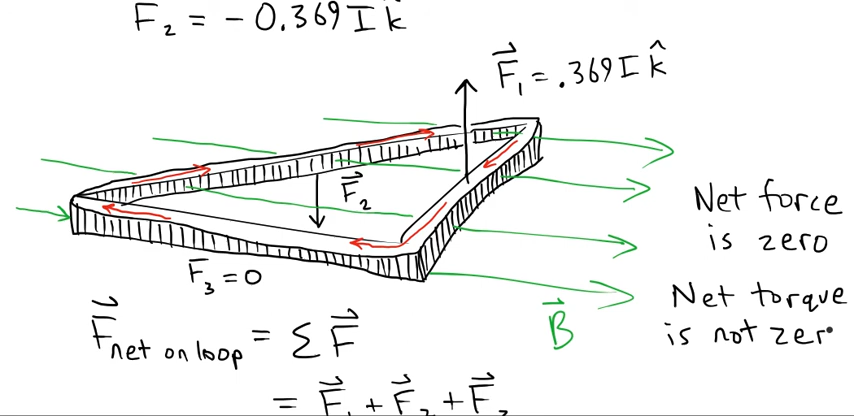 F₂ = -0.369 I k̂
F⃗₁ = .369 I k̂
F⃗₂
Net force
is zero
F₃ = 0
Net torque
is not zer
B⃗
F⃗ net on loop = Σ F⃗
= F⃗₁ + F⃗₂ + F⃗₃